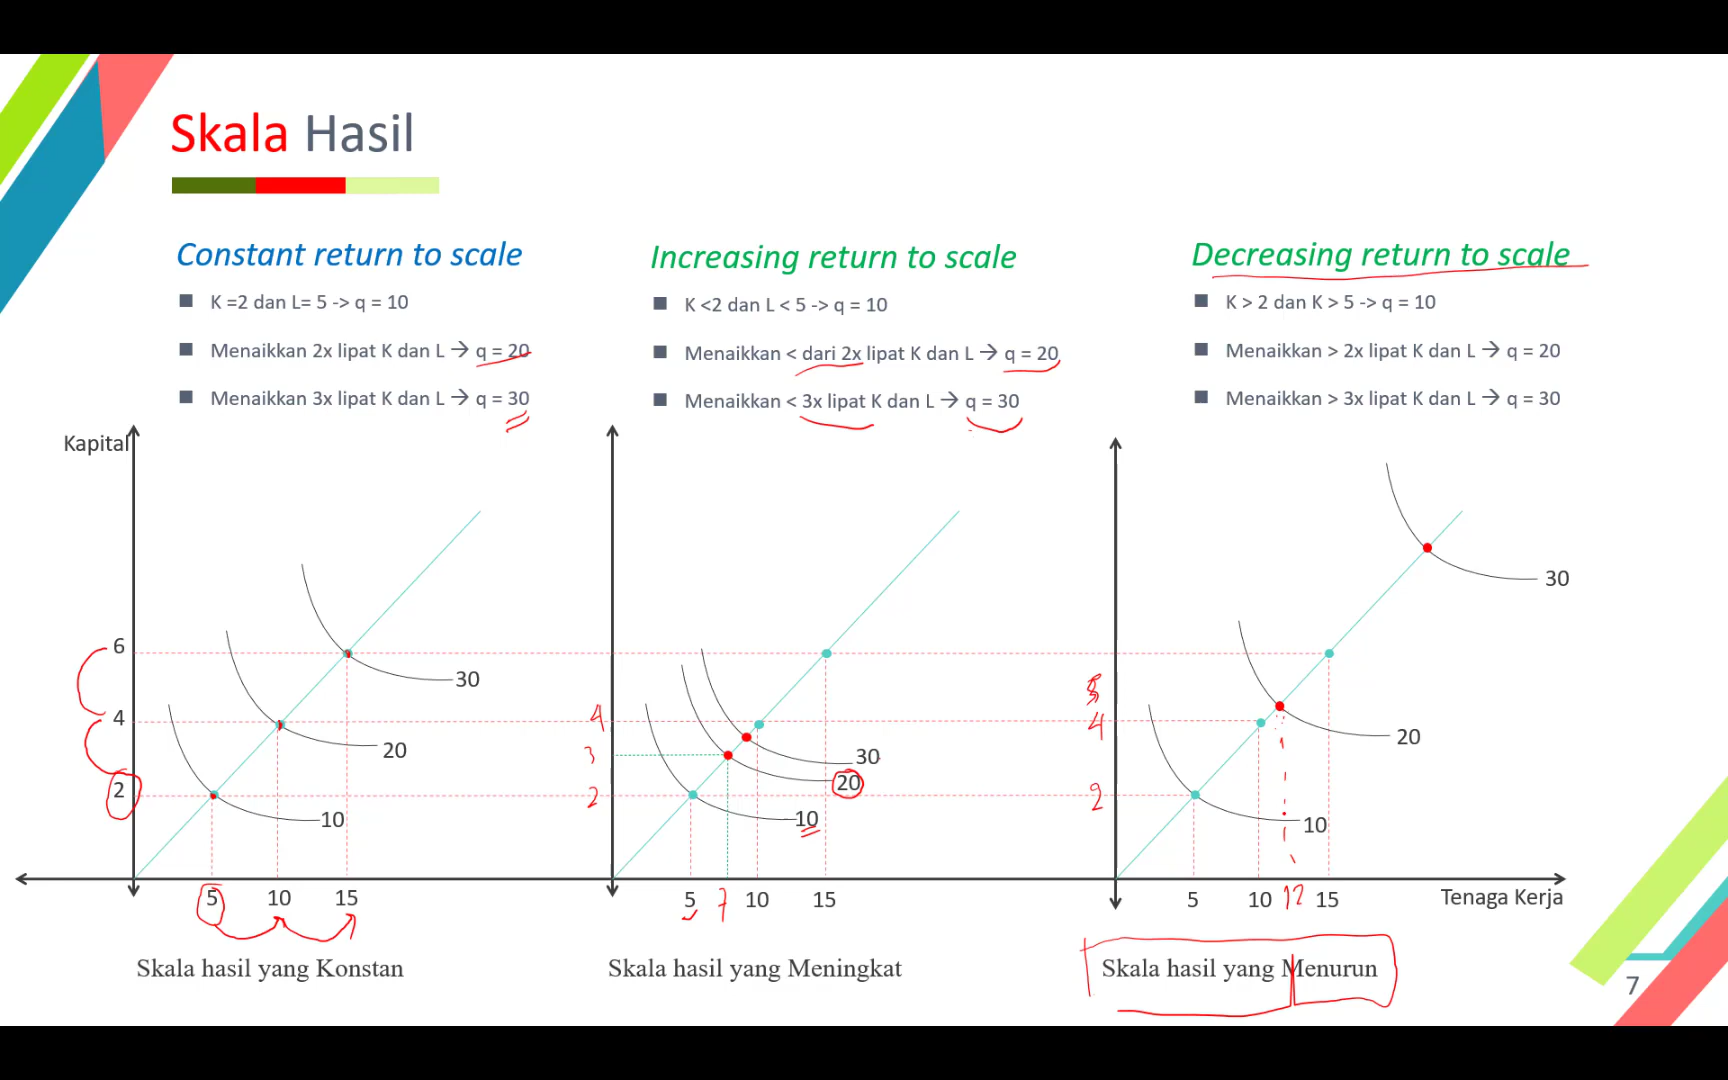 Skala Hasil
Constant return to scale
K =2 dan L= 5 -> q = 10
Menaikkan 2x lipat K dan L → q = 20
Menaikkan 3x lipat K dan L → q = 30
Increasing return to scale
K <2 dan L < 5 -> q = 10
Menaikkan < dari 2x lipat K dan L → q = 20
Menaikkan < 3x lipat K dan L → q = 30
Decreasing return to scale
K > 2 dan K > 5 -> q = 10
Menaikkan > 2x lipat K dan L → q = 20
Menaikkan > 3x lipat K dan L → q = 30
Kapital
6
4
2
30
20
10
5 10 15
Skala hasil yang Konstan
4
3
2
30
20
10
5 7 10 15
Skala hasil yang Meningkat
4
2
30
20
10
5 10 12 15
Tenaga Kerja
Skala hasil yang Menurun
7